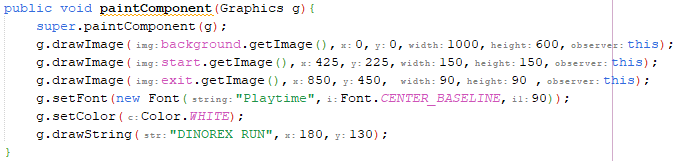 public void paintComponent(Graphics g){
super.paintComponent(g);
g.drawImage( img: background.getImage(), x: 0, y: 0, width: 1000, height: 600, observer: this);
g.drawImage( img: start.getImage(), x: 425, y: 225, width: 150, height: 150, observer: this);
g.drawImage( img: exit.getImage(), x: 850, y: 450,  width: 90, height: 90 , observer: this);
g.setFont(new Font( string: "Playtime", i: Font.CENTER_BASELINE, i1: 90));
g.setColor( c: Color.WHITE);
g.drawString( str: "DINOREX RUN", x: 180, y: 130);
}